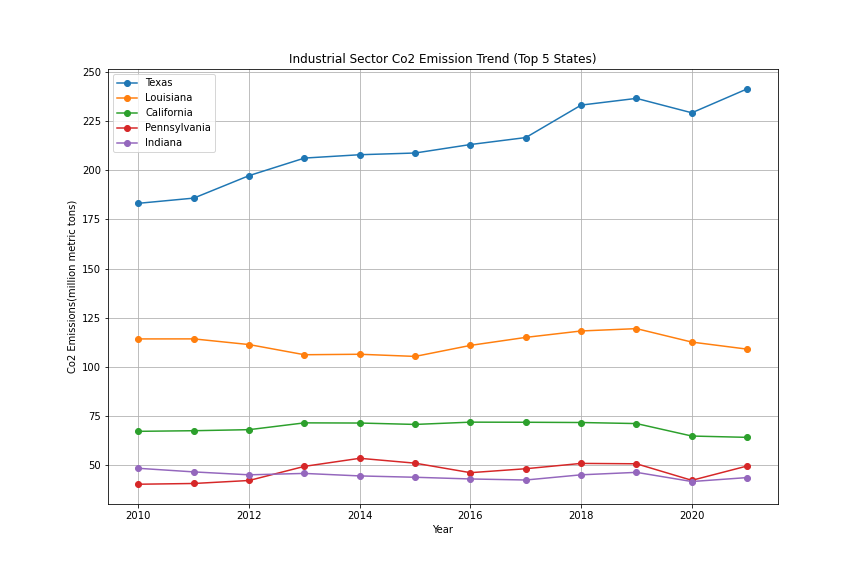 Industrial Sector Co2 Emission Trend (Top 5 States)
Texas
Louisiana
California
Pennsylvania
Indiana
Co2 Emissions(million metric tons)
250
225
200
175
150
125
100
75
50
2010
2012
2014
2016
2018
2020
Year